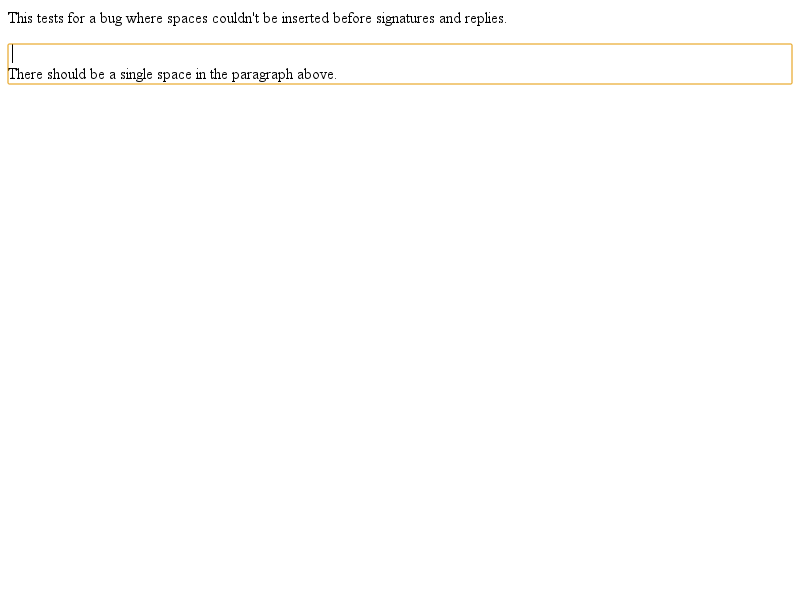 This tests for a bug where spaces couldn't be inserted before signatures and replies.
There should be a single space in the paragraph above.